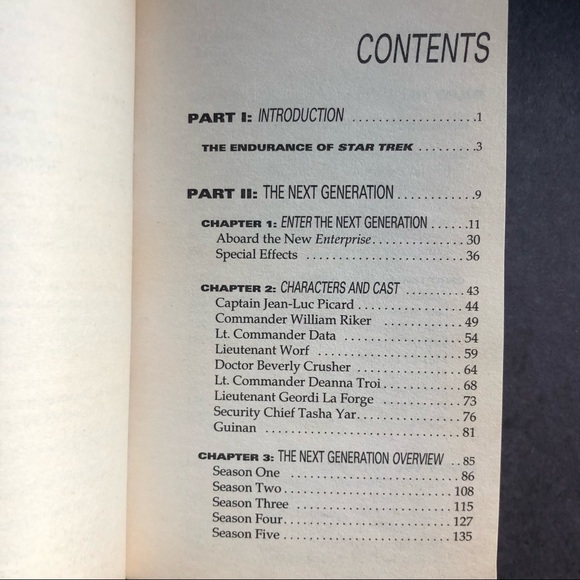 CONTENTS
PART I: INTRODUCTION ...................1
THE ENDURANCE OF STAR TREK .........3
PART II: THE NEXT GENERATION ............9
CHAPTER 1: ENTER THE NEXT GENERATION ......11
Aboard the New Enterprise............... 30
Special Effects ......................... 36
CHAPTER 2: CHARACTERS AND CAST .......... 43
Captain Jean-Luc Picard ................. 44
Commander William Riker ............ 49
Lt. Commander Data .................... 54
Lieutenant Worf ........................ 59
Doctor Beverly Crusher ................. 64
Lt. Commander Deanna Troi ............. 68
Lieutenant Geordi La Forge ............. 73
Security Chief Tasha Yar................. 76
Guinan ................................ 81
CHAPTER 3: THE NEXT GENERATION OVERVIEW .. 85
Season One .......................... 86
Season Two .......................... 108
Season Three ........................ 115
Season Four.......................... 127
Season Five .......................... 135